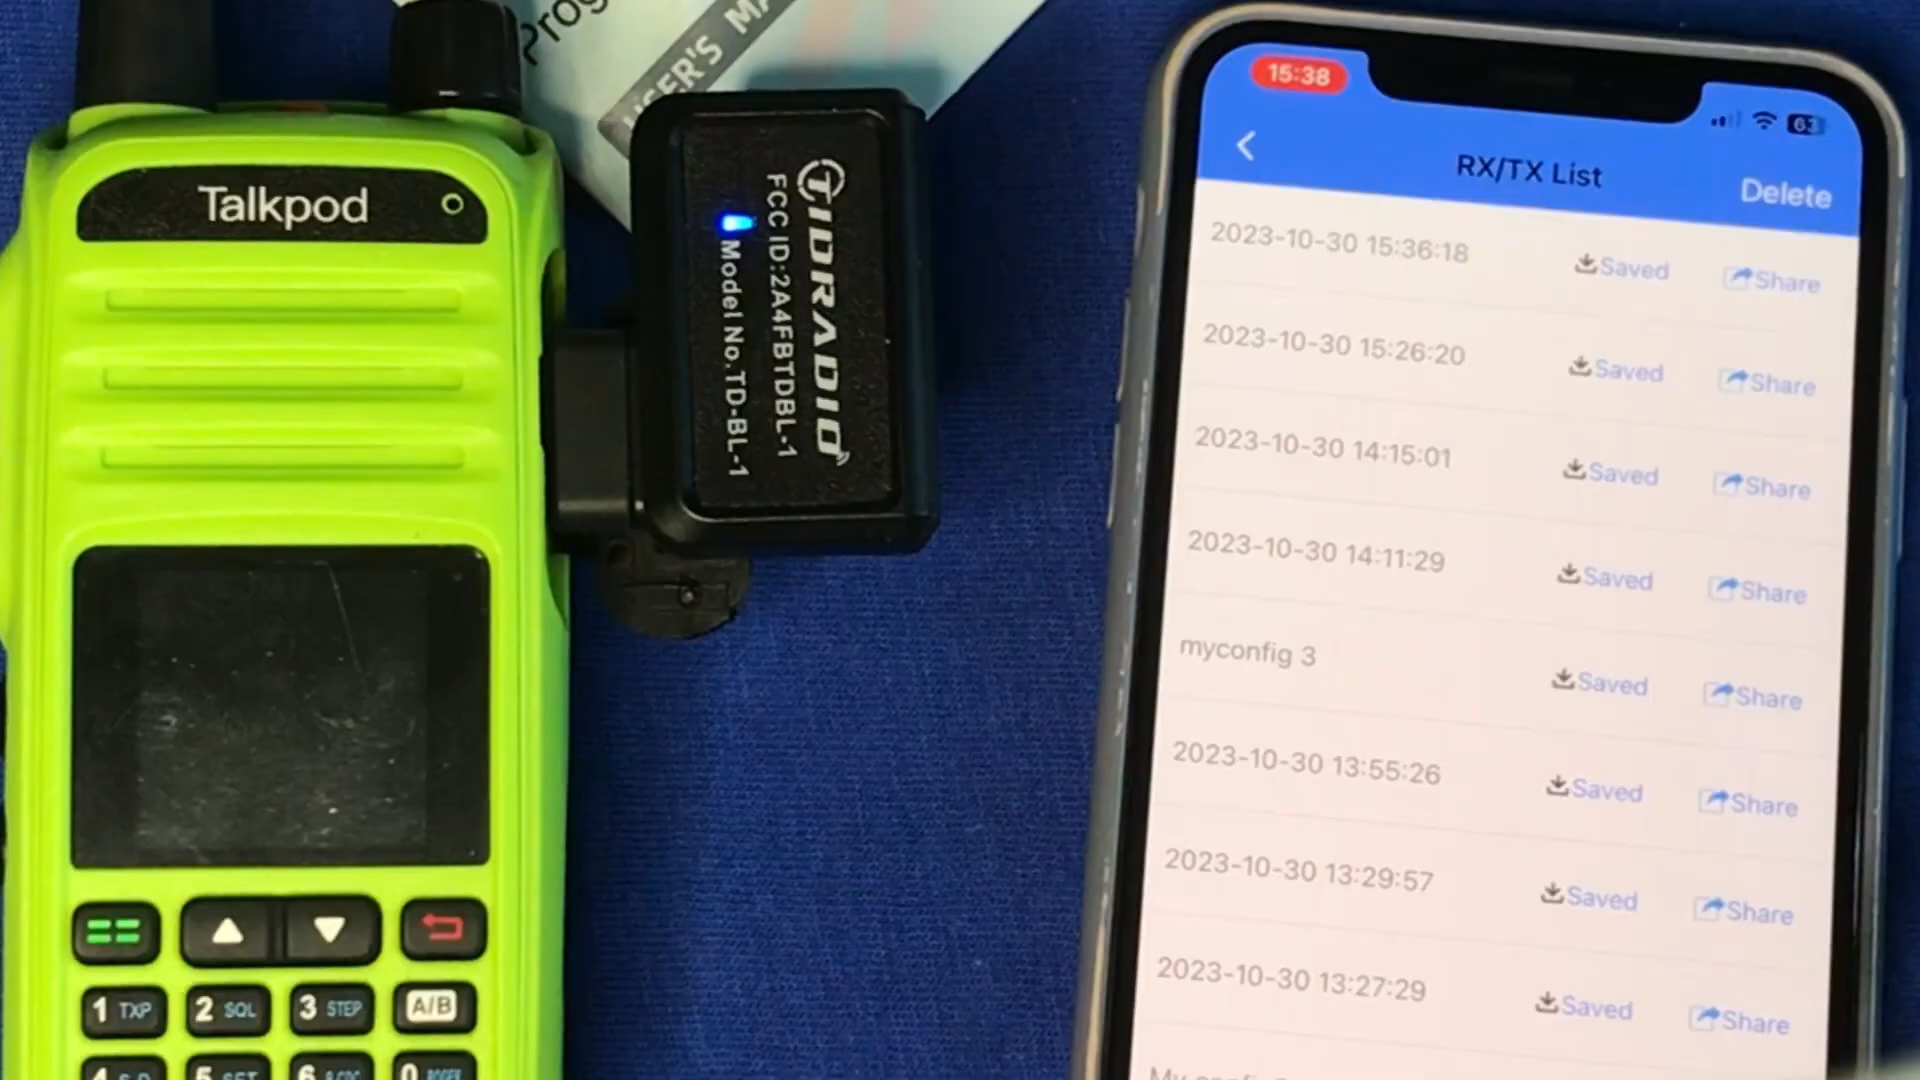 Prog
USER'S MA
Talkpod
TIDRADIO
FCC ID:2A4FBTDBL-1
Model No.TD-BL-1
1 TXP
2 SQL
3 STEP
A/B
15:38
63
RX/TX List
Delete
2023-10-30 15:36:18 Saved Share
2023-10-30 15:26:20 Saved Share
2023-10-30 14:15:01 Saved Share
2023-10-30 14:11:29 Saved Share
myconfig 3 Saved Share
2023-10-30 13:55:26 Saved Share
2023-10-30 13:29:57 Saved Share
2023-10-30 13:27:29 Saved Share